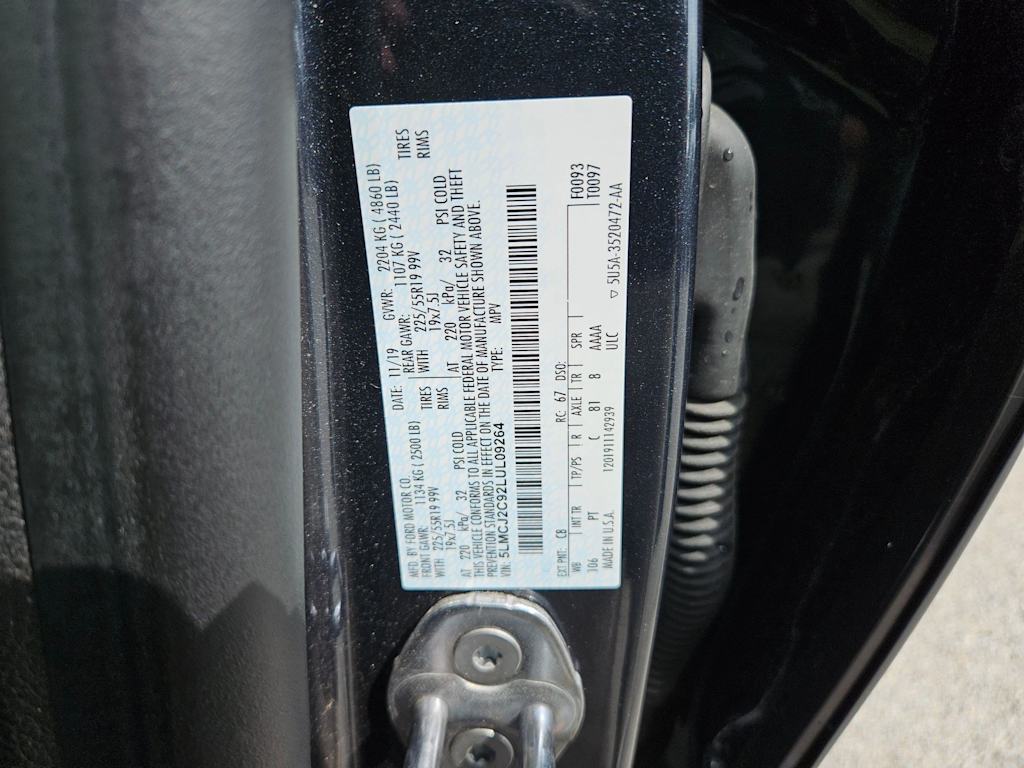 MFD. BY FORD MOTOR CO.
DATE: 11/19 GVWR: 2204 KG ( 4860 LB)
FRONT GAWR: 1134 KG ( 2500 LB) REAR GAWR: 1107 KG ( 2440 LB)
WITH 225/55R19 99V TIRES WITH 225/55R19 99V TIRES
19x7.5J RIMS 19x7.5J RIMS
AT 220 kPa/ 32 PSI COLD AT 220 kPa/ 32 PSI COLD
THIS VEHICLE CONFORMS TO ALL APPLICABLE FEDERAL MOTOR VEHICLE SAFETY AND THEFT
PREVENTION STANDARDS IN EFFECT ON THE DATE OF MANUFACTURE SHOWN ABOVE.
VIN: 5LMCJ2C92LUL09264 TYPE: MPV
EXT PNT: C8 RC: 67 DSO: F0093
WB INTTR TP/PS R AXLE TR SPR T0097
106 PT C 81 8 AAAA
MADE IN U.S.A. 1201911142939 ULC ▽ 5U5A-3520472-AA